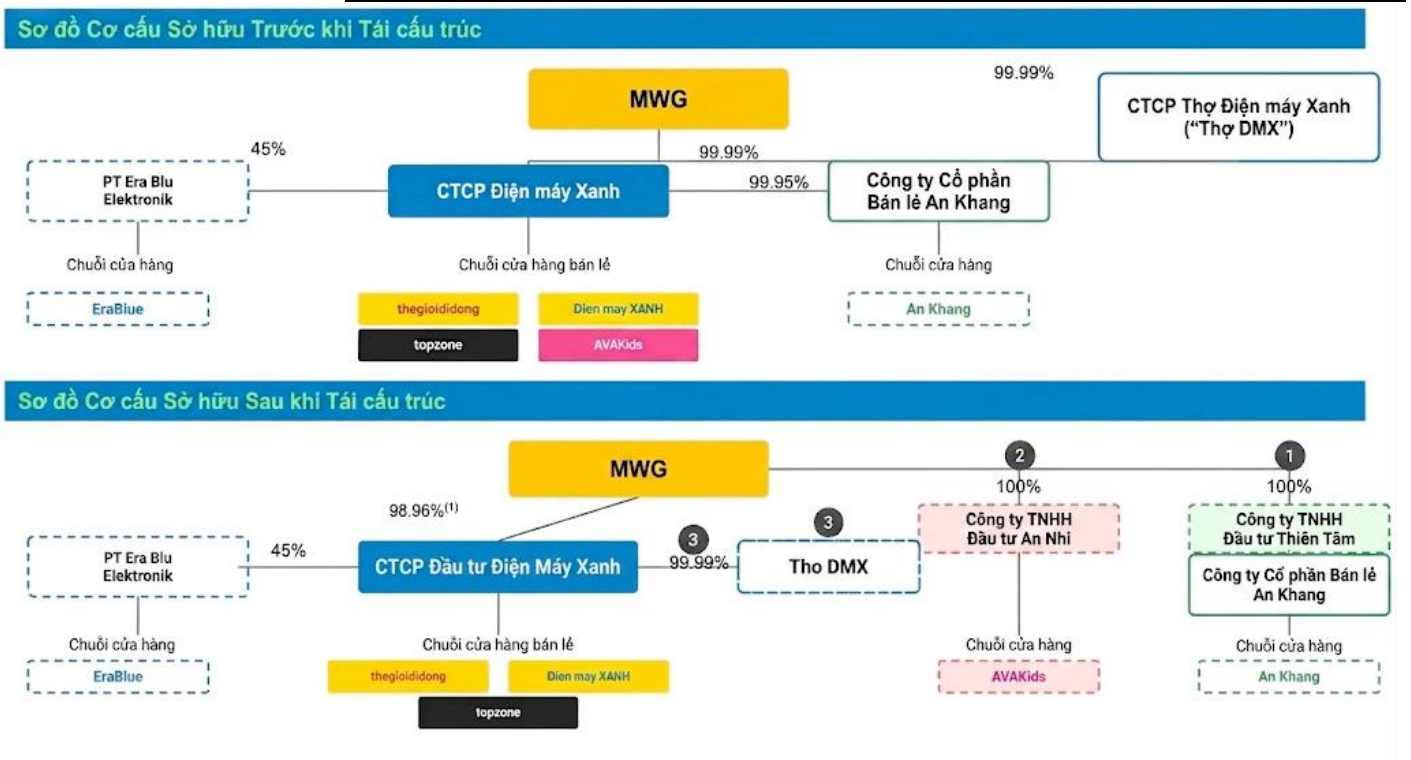 Sơ đồ Cơ cấu Sở hữu Trước khi Tái cấu trúc
99.99%
MWG
CTCP Thợ Điện máy Xanh
(“Thợ DMX”)
45%
99.99%
PT Era Blu
Elektronik
CTCP Điện máy Xanh
99.95%
Công ty Cổ phần
Bán lẻ An Khang
Chuỗi cửa hàng
Chuỗi cửa hàng bán lẻ
Chuỗi cửa hàng
EraBlue
thegioididong
Dien may XANH
An Khang
topzone
AVAKids
Sơ đồ Cơ cấu Sở hữu Sau khi Tái cấu trúc
MWG
2
1
100%
100%
98.96%(1)
3
3
Công ty TNHH
Đầu tư An Nhi
Công ty TNHH
Đầu tư Thiên Tâm
PT Era Blu
Elektronik
45%
CTCP Đầu tư Điện Máy Xanh
99.99%
Tho DMX
Công ty Cổ phần Bán lẻ
An Khang
Chuỗi cửa hàng
Chuỗi cửa hàng bán lẻ
Chuỗi cửa hàng
Chuỗi cửa hàng
EraBlue
thegioididong
Dien may XANH
AVAKids
An Khang
topzone